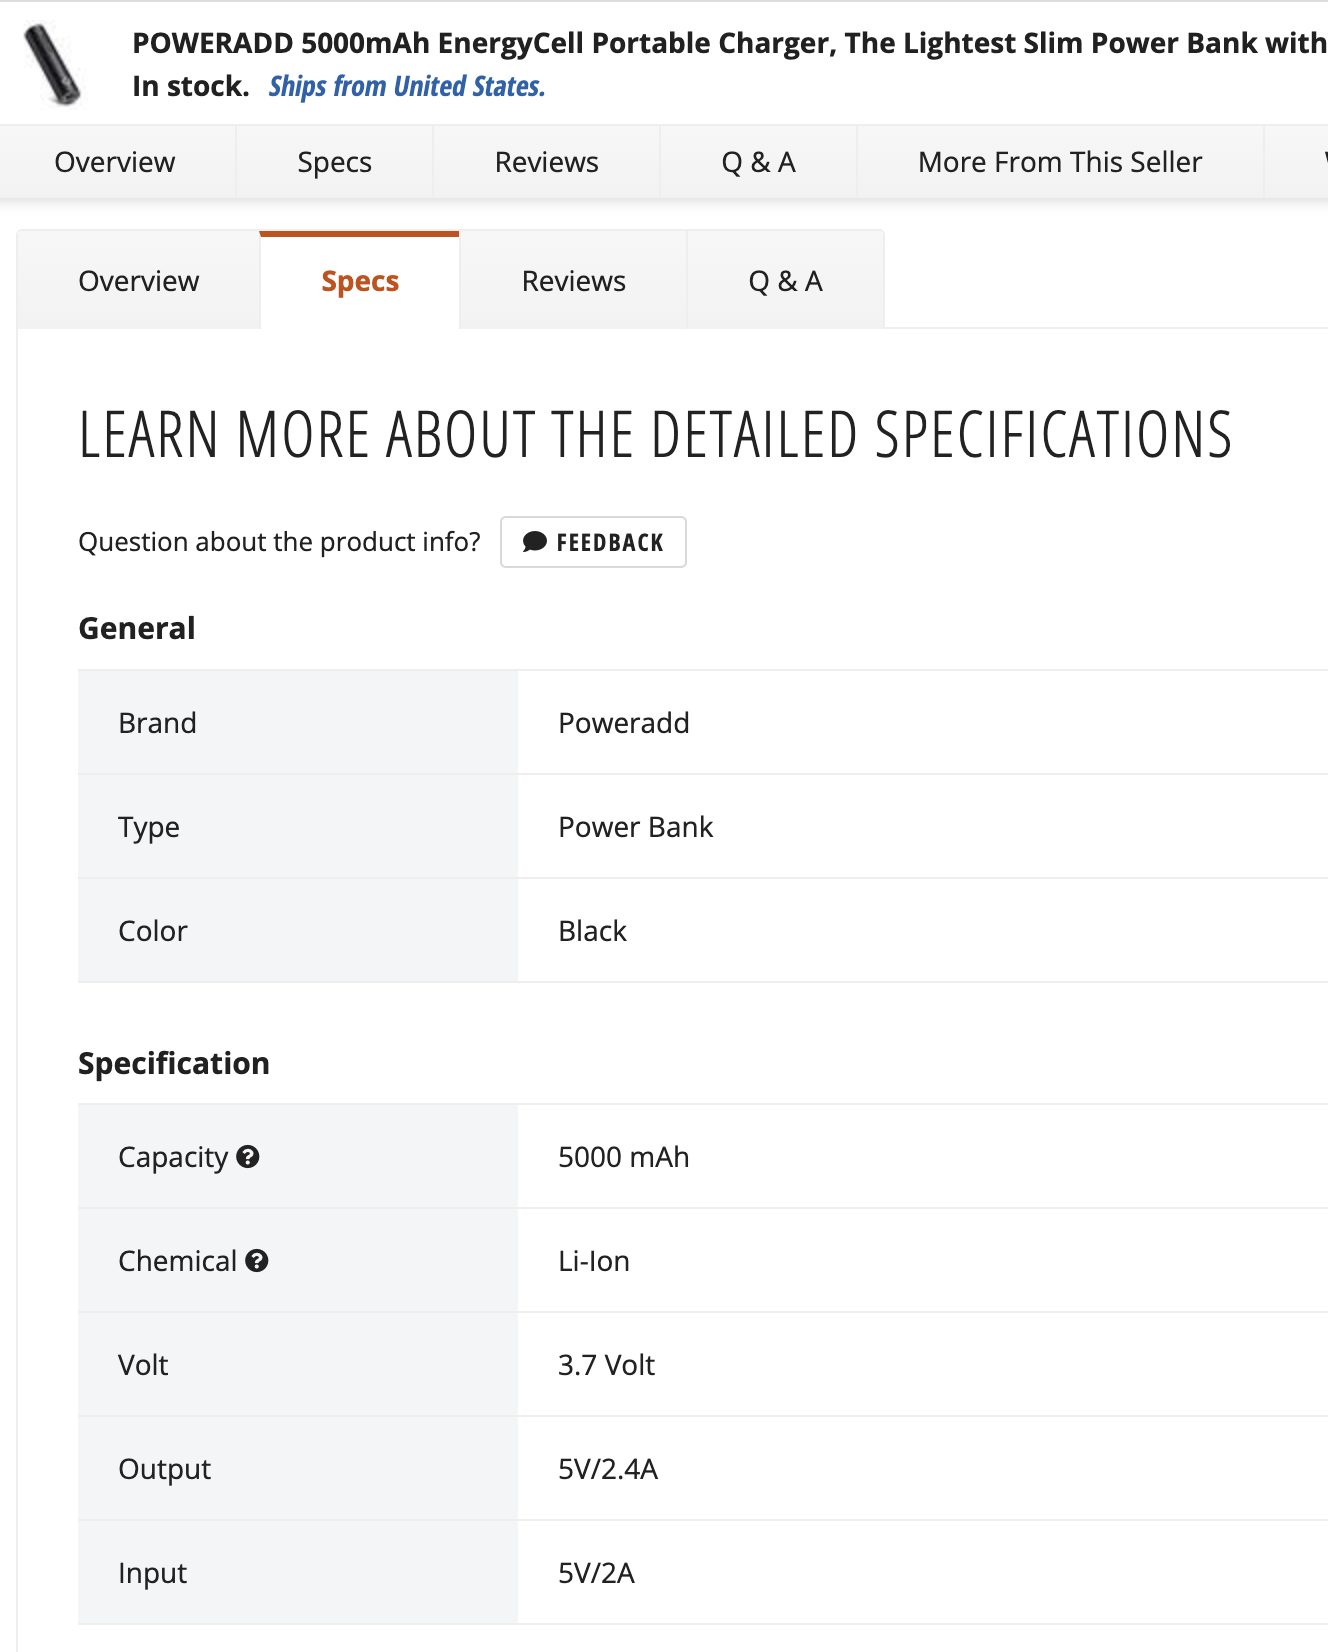 POWERADD 5000mAh EnergyCell Portable Charger, The Lightest Slim Power Bank with
In stock. Ships from United States.
Overview Specs Reviews Q & A More From This Seller
Overview Specs Reviews Q & A
LEARN MORE ABOUT THE DETAILED SPECIFICATIONS
Question about the product info? FEEDBACK
General
Brand Poweradd
Type Power Bank
Color Black
Specification
Capacity ? 5000 mAh
Chemical ? Li-Ion
Volt 3.7 Volt
Output 5V/2.4A
Input 5V/2A